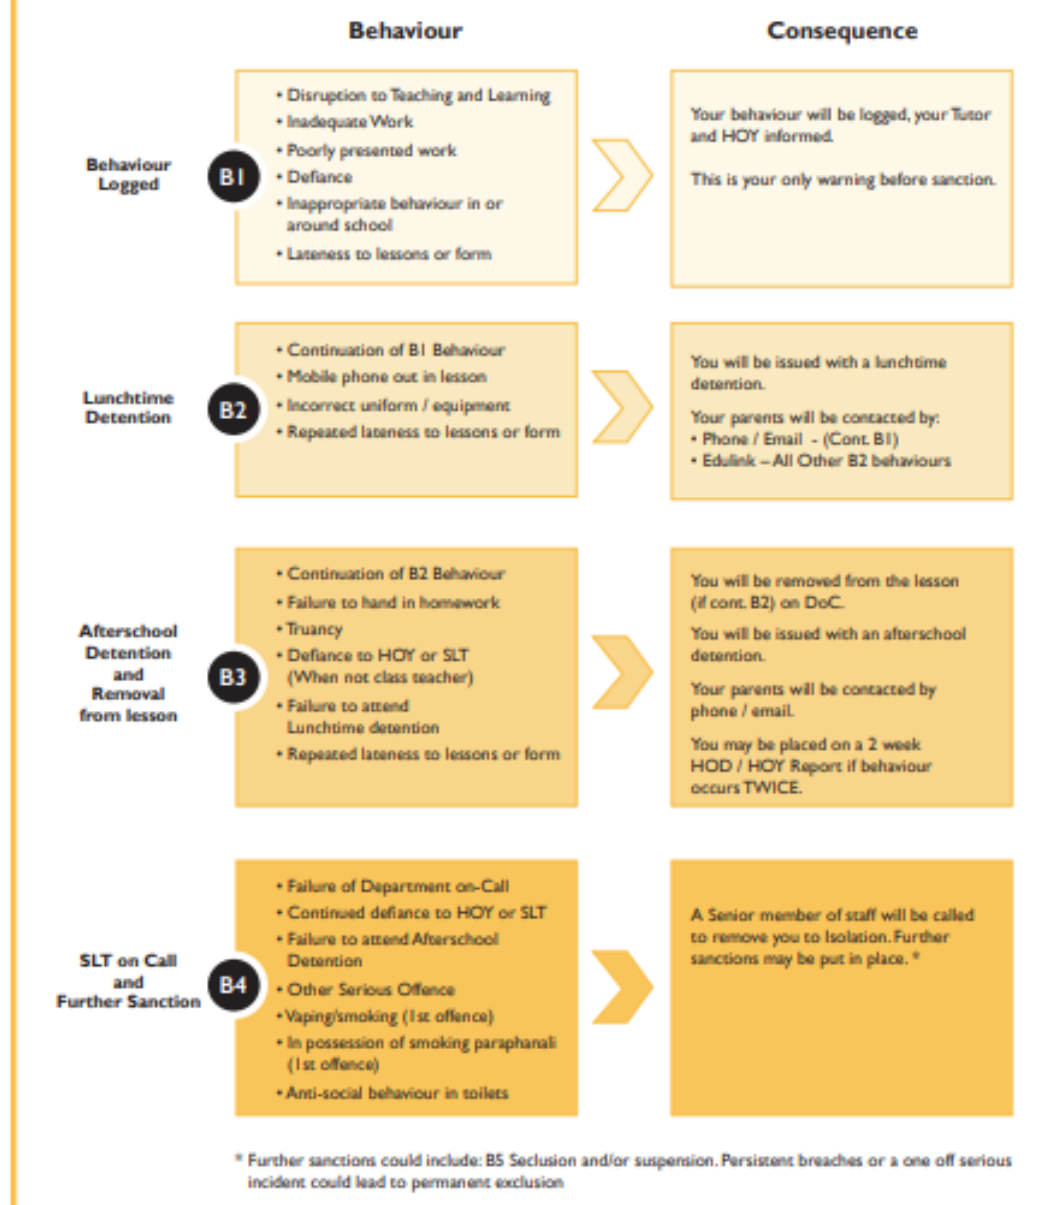 Behaviour
Consequence
Behaviour
Logged
B1
• Disruption to Teaching and Learning
• Inadequate Work
• Poorly presented work
• Defiance
• Inappropriate behaviour in or
around school
• Lateness to lessons or form
Your behaviour will be logged, your Tutor
and HOY informed.
This is your only warning before sanction.
Lunchtime
Detention
B2
• Continuation of B1 Behaviour
• Mobile phone out in lesson
• Incorrect uniform / equipment
• Repeated lateness to lessons or form
You will be issued with a lunchtime
detention.
Your parents will be contacted by:
• Phone / Email - (Cont. B1)
• Edulink – All Other B2 behaviours
Afterschool
Detention
and
Removal
from lesson
B3
• Continuation of B2 Behaviour
• Failure to hand in homework
• Truancy
• Defiance to HOY or SLT
(When not class teacher)
• Failure to attend
Lunchtime detention
• Repeated lateness to lessons or form
You will be removed from the lesson
(if cont. B2) on DoC.
You will be issued with an afterschool
detention.
Your parents will be contacted by
phone / email.
You may be placed on a 2 week
HOD / HOY Report if behaviour
occurs TWICE.
SLT on Call
and
Further Sanction
B4
• Failure of Department on-Call
• Continued defiance to HOY or SLT
• Failure to attend Afterschool
Detention
• Other Serious Offence
• Vaping/smoking (1st offence)
• In possession of smoking paraphanali
(1st offence)
• Anti-social behaviour in toilets
A Senior member of staff will be called
to remove you to Isolation. Further
sanctions may be put in place. *
* Further sanctions could include: B5 Seclusion and/or suspension. Persistent breaches or a one off serious
incident could lead to permanent exclusion